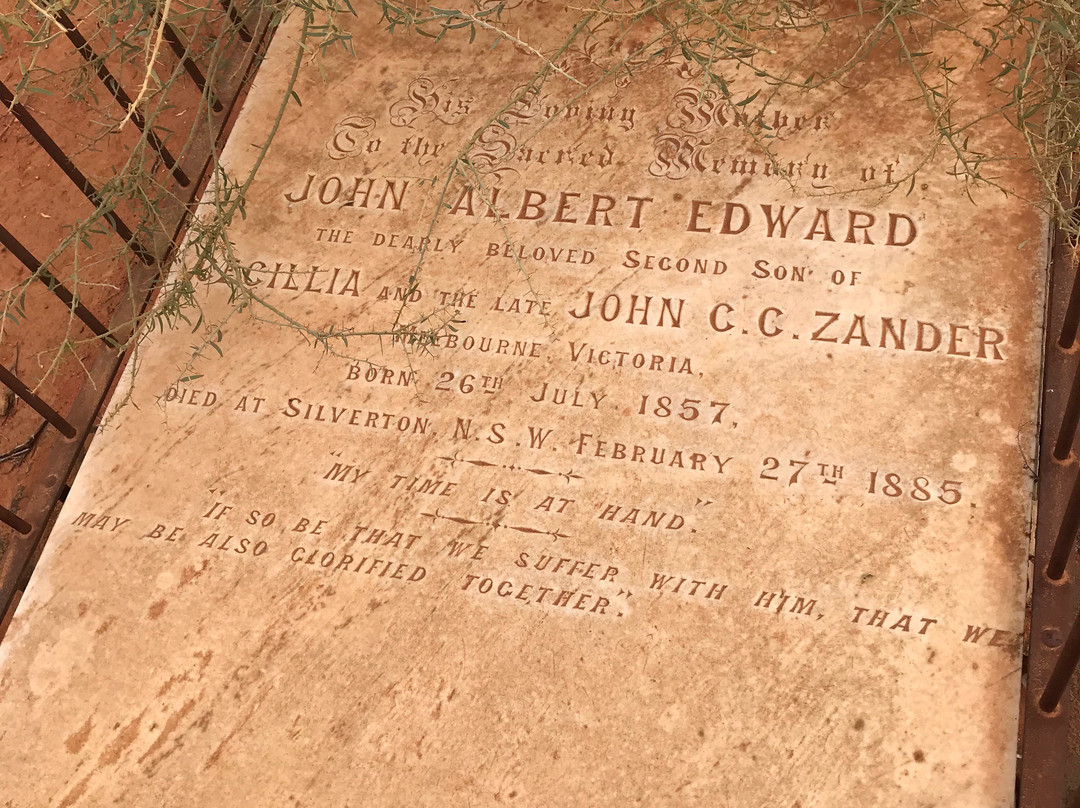 His Loving Mother
To the Sacred Memory of
JOHN ALBERT EDWARD
THE DEARLY BELOVED SECOND SON OF
CILLIA AND THE LATE JOHN C.C. ZANDER
MELBOURNE, VICTORIA,
BORN 26TH JULY 1857,
DIED AT SILVERTON, N.S.W. FEBRUARY 27TH 1885.
"MY TIME IS AT HAND."
"IF SO BE THAT WE SUFFER WITH HIM, THAT WE
MAY BE ALSO GLORIFIED TOGETHER."